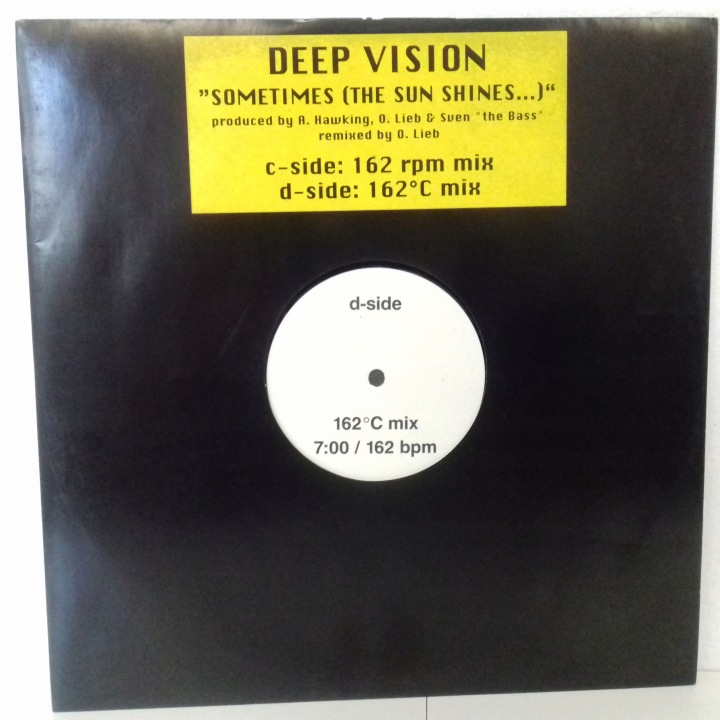 DEEP VISION
”SOMETIMES (THE SUN SHINES...)“
produced by A. Hawking, O. Lieb & Sven "the Bass"
remixed by O. Lieb
c-side: 162 rpm mix
d-side: 162°C mix
d-side
162°C mix
7:00 / 162 bpm